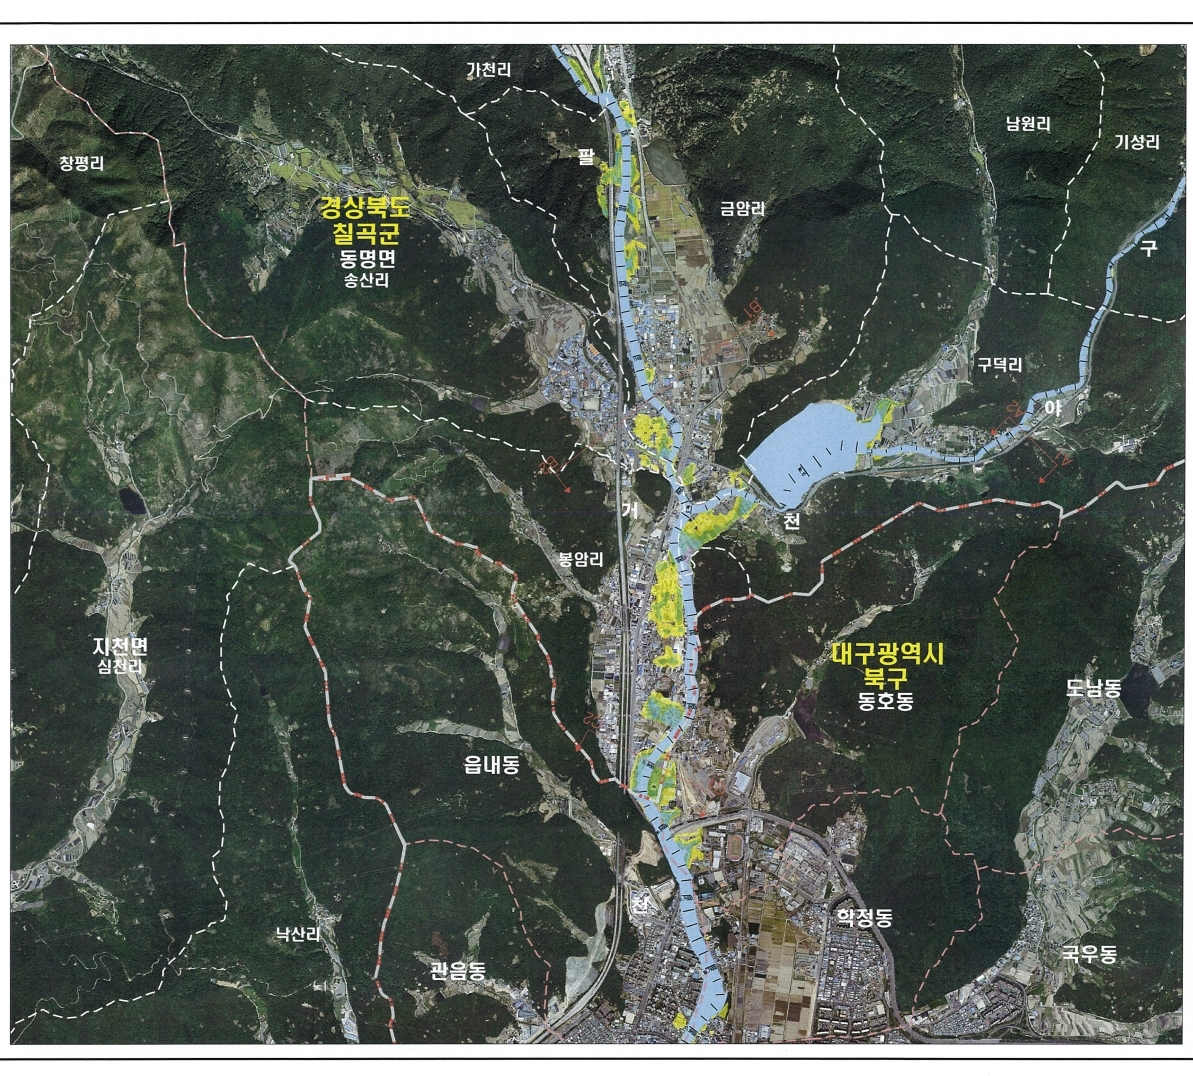 가천리
남원리
기성리
창평리
팔
경상북도
칠곡군
동명면
송산리
금암리
구
구덕리
야
거
천
봉암리
지천면
심천리
대구광역시
북구
동호동
도남동
읍내동
천
학정동
낙산리
관음동
국우동